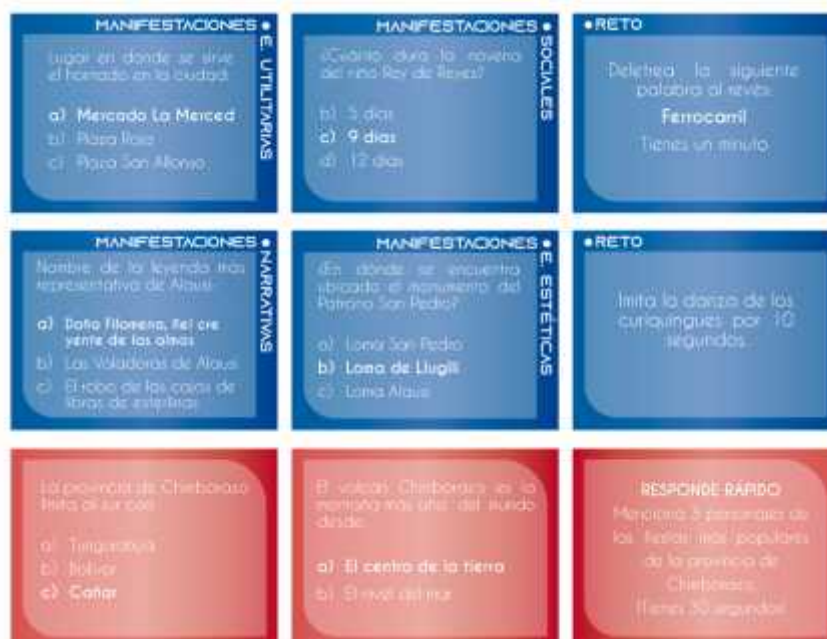 MANIFESTACIONES
E. UTILITARIAS
Lugar en donde se sirve
el hornado en la ciudad:
a) Mercado La Merced
b) Plaza Roja
c) Plaza San Alfonso
MANIFESTACIONES
SOCIALES
¿Cuánto dura la novena
del niño Rey de Reyes?
b) 5 días
c) 9 días
d) 12 días
RETO
Deletrea la siguiente
palabra al revés:
Ferrocarril
Tienes un minuto
MANIFESTACIONES
NARRATIVAS
Nombre de la leyenda más
representativa de Alausí
a) Doña Filomena, fiel cre
yente de las almas
b) Las Voladoras de Alausí
c) El robo de las cajas de
libras de esterlinas
MANIFESTACIONES
E. ESTÉTICAS
¿En dónde se encuentra
ubicado el monumento del
Patrono San Pedro?
a) Loma San Pedro
b) Loma de Llugllí
c) Loma Alausí
RETO
Imita la danza de los
curiquingues por 10
segundos.
La provincia de Chimborazo
limita al sur con:
a) Tungurahua
b) Bolívar
c) Cañar
El volcán Chimborazo es la
montaña más alta del mundo
desde:
a) El centro de la tierra
b) El nivel del mar
RESPONDE RÁPIDO
Menciona 3 personajes de
las fiestas más populares
de la provincia de
Chimborazo.
(Tienes 30 segundos)